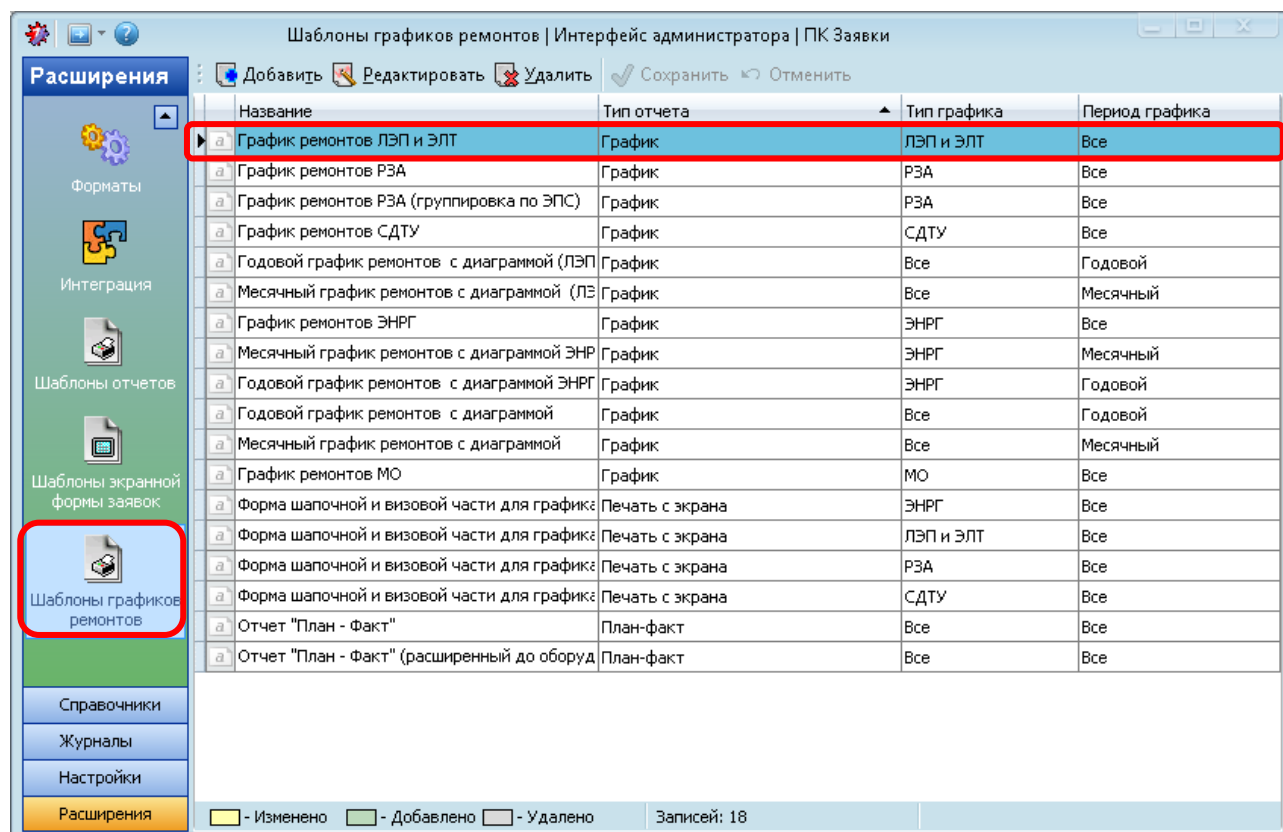 Шаблоны графиков ремонтов | Интерфейс администратора | ПК Заявки
Расширения
Добавить Редактировать Удалить Сохранить Отменить
Название Тип отчета Тип графика Период графика
График ремонтов ЛЭП и ЭЛТ График ЛЭП и ЭЛТ Все
График ремонтов РЗА График РЗА Все
График ремонтов РЗА (группировка по ЭПС) График РЗА Все
График ремонтов СДТУ График СДТУ Все
Годовой график ремонтов с диаграммой (ЛЭП График Все Годовой
Месячный график ремонтов с диаграммой (ЛЭ График Все Месячный
График ремонтов ЭНРГ График ЭНРГ Все
Месячный график ремонтов с диаграммой ЭНР График ЭНРГ Месячный
Годовой график ремонтов с диаграммой ЭНРГ График ЭНРГ Годовой
Годовой график ремонтов с диаграммой График Все Годовой
Месячный график ремонтов с диаграммой График Все Месячный
График ремонтов МО График МО Все
Форма шапочной и визовой части для графика Печать с экрана ЭНРГ Все
Форма шапочной и визовой части для графика Печать с экрана ЛЭП и ЭЛТ Все
Форма шапочной и визовой части для графика Печать с экрана РЗА Все
Форма шапочной и визовой части для графика Печать с экрана СДТУ Все
Отчет "План - Факт" План-факт Все Все
Отчет "План - Факт" (расширенный до оборуд План-факт Все Все
Форматы
Интеграция
Шаблоны отчетов
Шаблоны экранной
формы заявок
Шаблоны графиков
ремонтов
Справочники
Журналы
Настройки
Расширения
- Изменено - Добавлено - Удалено Записей: 18